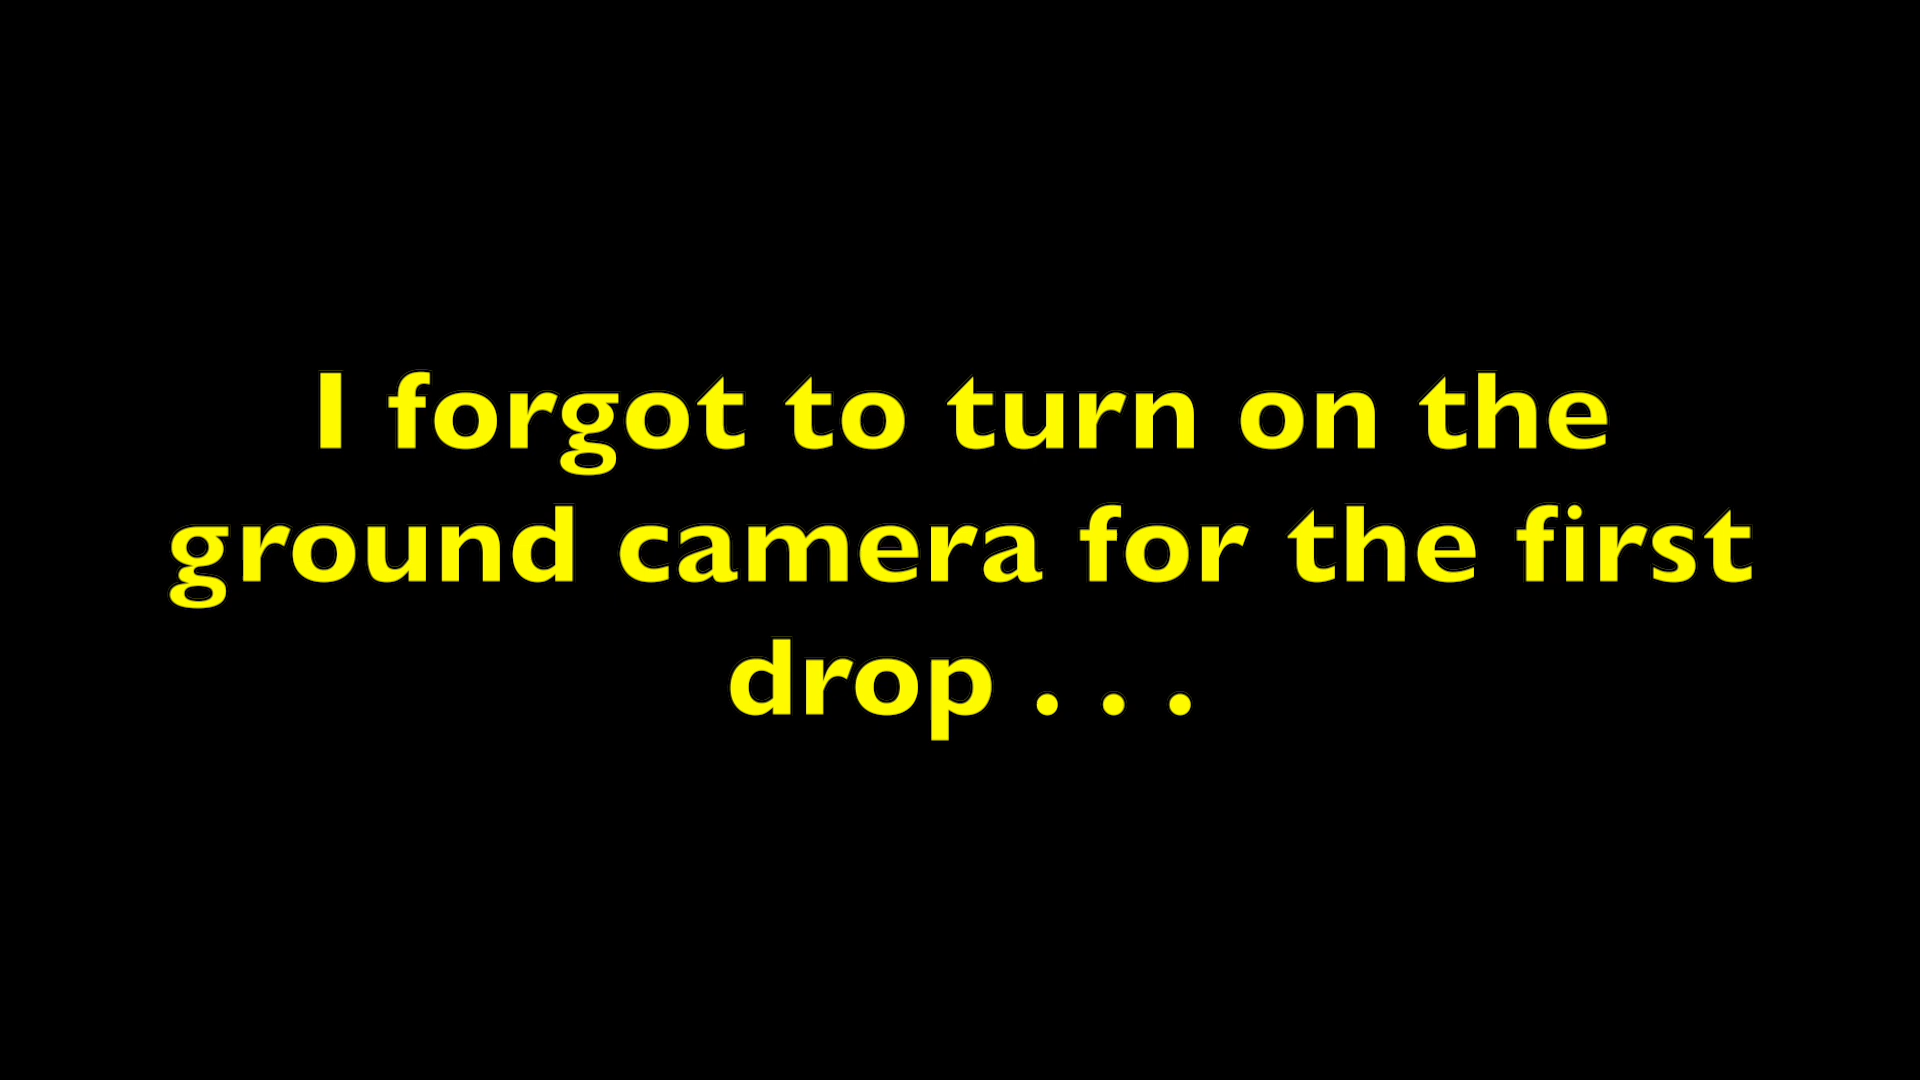 I forgot to turn on the
ground camera for the first
drop . . .